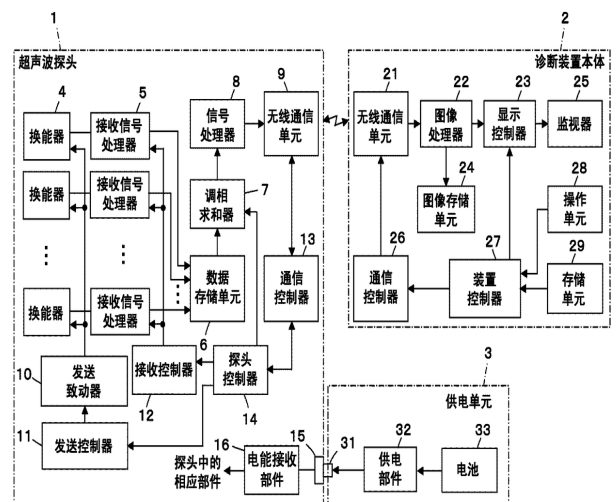 1
2
超声波探头
诊断装置本体
4
5
8
9
21
22
23
25
换能器
接收信号
处理器
信号
处理器
无线通信
单元
无线通信
单元
图像
处理器
显示
控制器
监视器
7
24
28
换能器
接收信号
处理器
调相
求和器
图像存储
单元
操作
单元
13
26
27
29
数据
存储单元
通信
控制器
通信
控制器
装置
控制器
存储
单元
换能器
接收信号
处理器
6
10
发送
致动器
接收控制器
探头
控制器
12
14
3
供电单元
11
发送控制器
16
15
31
32
33
探头中的
相应部件
电能接收
部件
供电
部件
电池